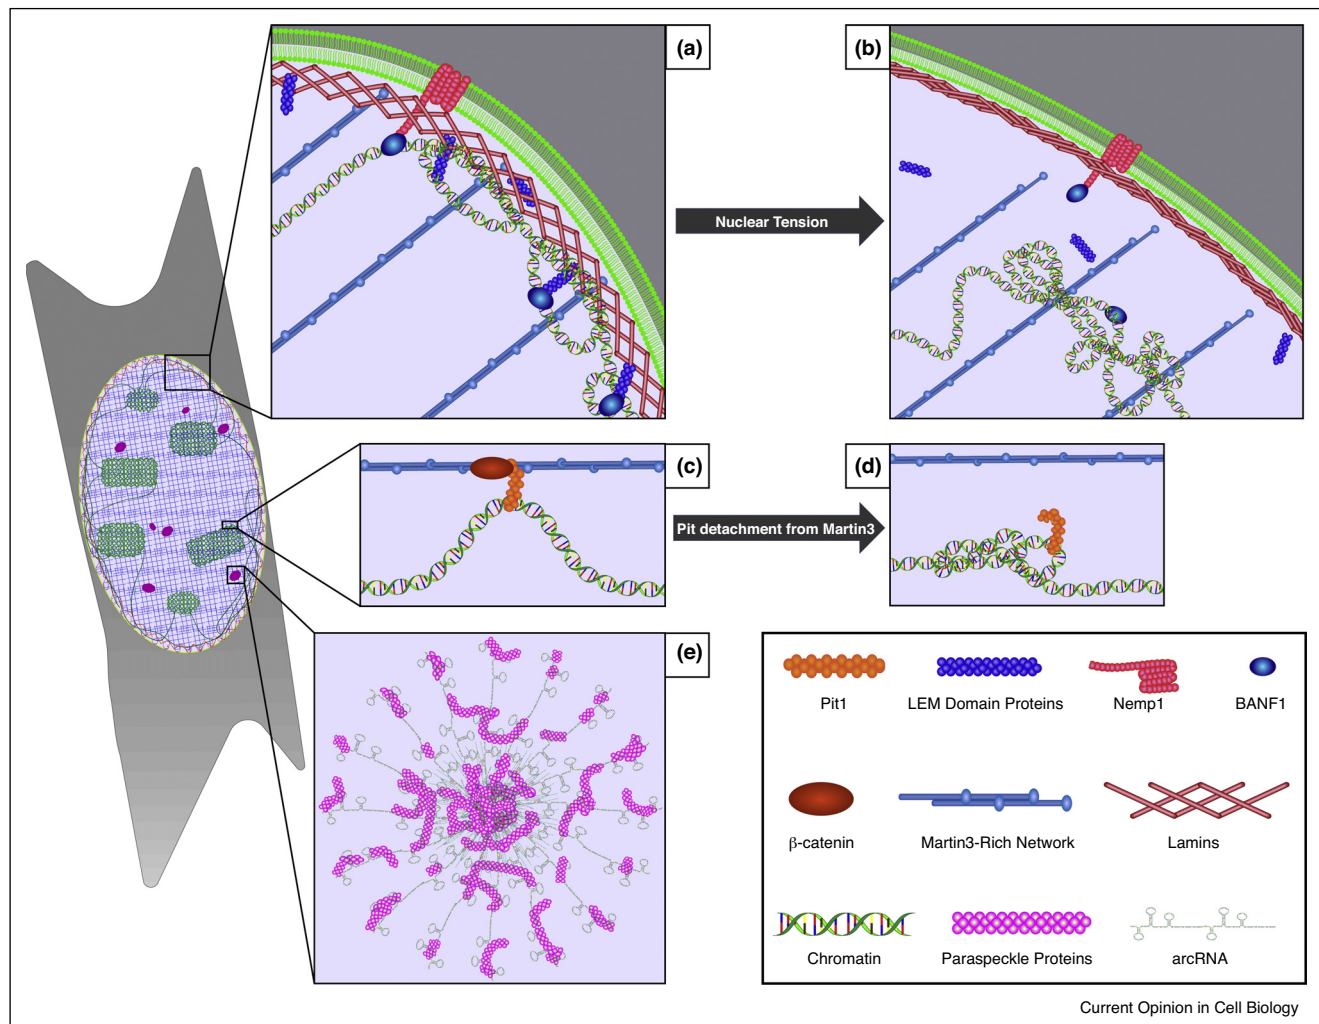 (a)
(b)
Nuclear Tension
(c)
(d)
Pit detachment from Martin3
(e)
Pit1
LEM Domain Proteins
Nemp1
BANF1
β-catenin
Martin3-Rich Network
Lamins
Chromatin
Paraspeckle Proteins
arcRNA
Current Opinion in Cell Biology